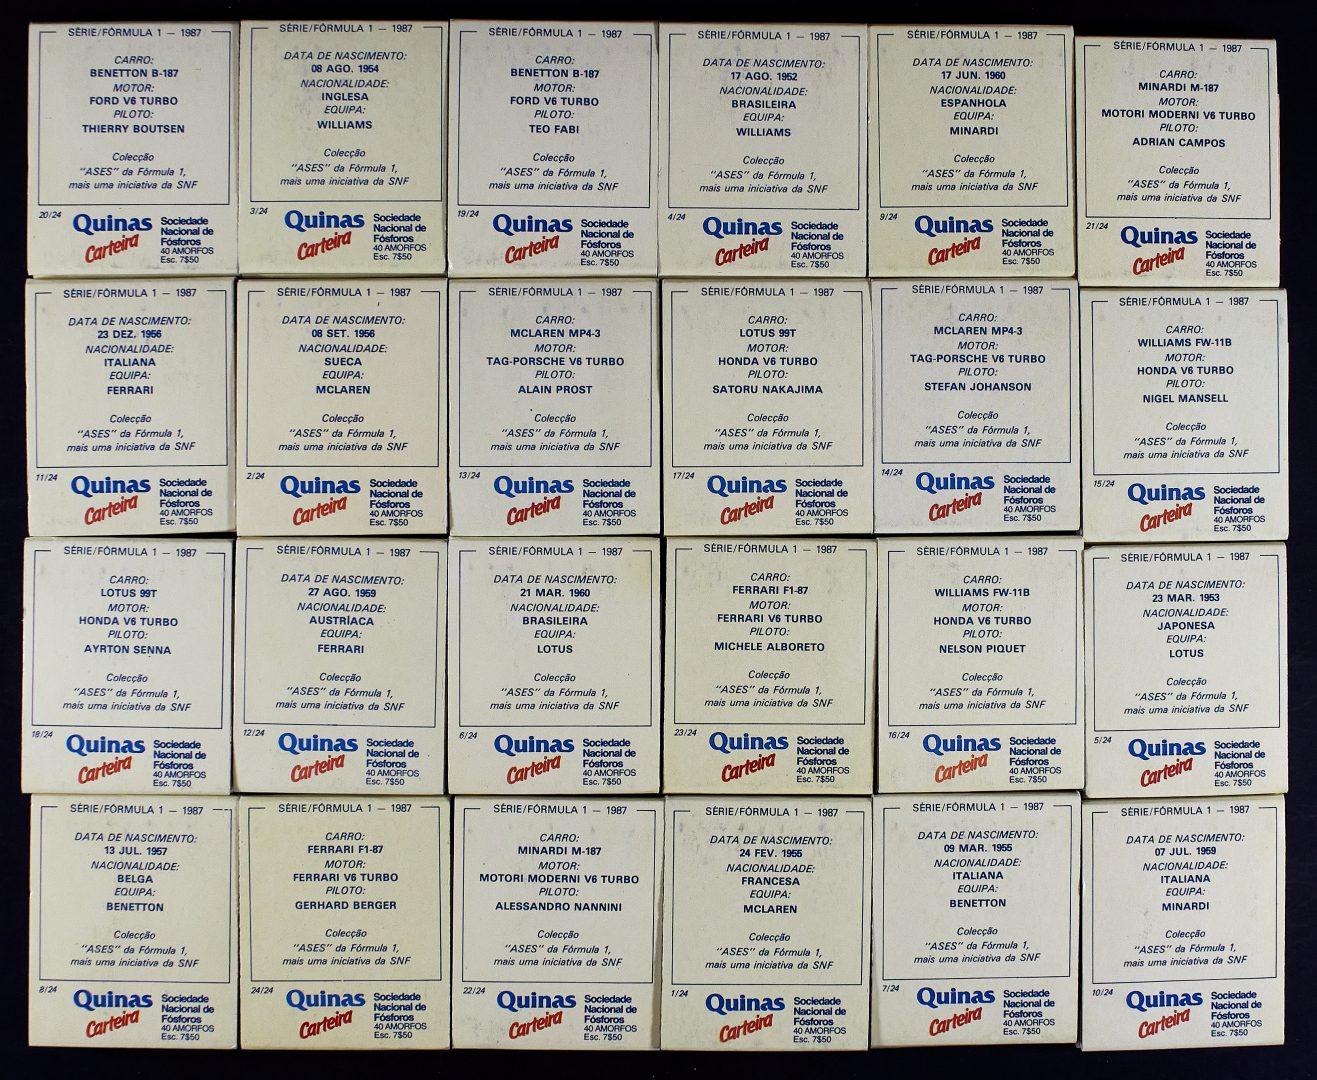 SÈRIE/FÓRMULA 1 — 1987
CARRO:
BENETTON B-187
MOTOR:
FORD V6 TURBO
PILOTO:
THIERRY BOUTSEN
Colecção
"ASES" da Fórmula 1,
mais uma iniciativa da SNF
20/24
Quinas
Carteira
Sociedade
Nacional de
Fósforos
40 AMORFOS
Esc. 7$50
SÈRIE/FÓRMULA 1 — 1987
DATA DE NASCIMENTO:
08 AGO. 1954
NACIONALIDADE:
INGLESA
EQUIPA:
WILLIAMS
Colecção
"ASES" da Fórmula 1,
mais uma iniciativa da SNF
3/24
Quinas
Carteira
Sociedade
Nacional de
Fósforos
40 AMORFOS
Esc. 7$50
SÈRIE/FÓRMULA 1 — 1987
CARRO:
BENETTON B-187
MOTOR:
FORD V6 TURBO
PILOTO:
TEO FABI
Colecção
"ASES" da Fórmula 1,
mais uma iniciativa da SNF
19/24
Quinas
Carteira
Sociedade
Nacional de
Fósforos
40 AMORFOS
Esc. 7$50
SÈRIE/FÓRMULA 1 — 1987
DATA DE NASCIMENTO:
17 AGO. 1952
NACIONALIDADE:
BRASILEIRA
EQUIPA:
WILLIAMS
Colecção
"ASES" da Fórmula 1,
mais uma iniciativa da SNF
4/24
Quinas
Carteira
Sociedade
Nacional de
Fósforos
40 AMORFOS
Esc. 7$50
SÈRIE/FÓRMULA 1 — 1987
DATA DE NASCIMENTO:
17 JUN. 1960
NACIONALIDADE:
ESPANHOLA
EQUIPA:
MINARDI
Colecção
"ASES" da Fórmula 1,
mais uma iniciativa da SNF
9/24
Quinas
Carteira
Sociedade
Nacional de
Fósforos
40 AMORFOS
Esc. 7$50
SÈRIE/FÓRMULA 1 — 1987
CARRO:
MINARDI M-187
MOTOR:
MOTORI MODERNI V6 TURBO
PILOTO:
ADRIAN CAMPOS
Colecção
"ASES" da Fórmula 1,
mais uma iniciativa da SNF
21/24
Quinas
Carteira
Sociedade
Nacional de
Fósforos
40 AMORFOS
Esc. 7$50
SÈRIE/FÓRMULA 1 — 1987
DATA DE NASCIMENTO:
23 DEZ. 1956
NACIONALIDADE:
ITALIANA
EQUIPA:
FERRARI
Colecção
"ASES" da Fórmula 1,
mais uma iniciativa da SNF
11/24
Quinas
Carteira
Sociedade
Nacional de
Fósforos
40 AMORFOS
Esc. 7$50
SÈRIE/FÓRMULA 1 — 1987
DATA DE NASCIMENTO:
08 SET. 1956
NACIONALIDADE:
SUECA
EQUIPA:
MCLAREN
Colecção
"ASES" da Fórmula 1,
mais uma iniciativa da SNF
2/24
Quinas
Carteira
Sociedade
Nacional de
Fósforos
40 AMORFOS
Esc. 7$50
SÈRIE/FÓRMULA 1 — 1987
CARRO:
MCLAREN MP4-3
MOTOR:
TAG-PORSCHE V6 TURBO
PILOTO:
ALAIN PROST
Colecção
"ASES" da Fórmula 1,
mais uma iniciativa da SNF
13/24
Quinas
Carteira
Sociedade
Nacional de
Fósforos
40 AMORFOS
Esc. 7$50
SÈRIE/FÓRMULA 1 — 1987
CARRO:
LOTUS 99T
MOTOR:
HONDA V6 TURBO
PILOTO:
SATORU NAKAJIMA
Colecção
"ASES" da Fórmula 1,
mais uma iniciativa da SNF
17/24
Quinas
Carteira
Sociedade
Nacional de
Fósforos
40 AMORFOS
Esc. 7$50
SÈRIE/FÓRMULA 1 — 1987
CARRO:
MCLAREN MP4-3
MOTOR:
TAG-PORSCHE V6 TURBO
PILOTO:
STEFAN JOHANSON
Colecção
"ASES" da Fórmula 1,
mais uma iniciativa da SNF
14/24
Quinas
Carteira
Sociedade
Nacional de
Fósforos
40 AMORFOS
Esc. 7$50
SÈRIE/FÓRMULA 1 — 1987
CARRO:
WILLIAMS FW-11B
MOTOR:
HONDA V6 TURBO
PILOTO:
NIGEL MANSELL
Colecção
"ASES" da Fórmula 1,
mais uma iniciativa da SNF
15/24
Quinas
Carteira
Sociedade
Nacional de
Fósforos
40 AMORFOS
Esc. 7$50
SÈRIE/FÓRMULA 1 — 1987
CARRO:
LOTUS 99T
MOTOR:
HONDA V6 TURBO
PILOTO:
AYRTON SENNA
Colecção
"ASES" da Fórmula 1,
mais uma iniciativa da SNF
18/24
Quinas
Carteira
Sociedade
Nacional de
Fósforos
40 AMORFOS
Esc. 7$50
SÈRIE/FÓRMULA 1 — 1987
DATA DE NASCIMENTO:
27 AGO. 1959
NACIONALIDADE:
AUSTRÍACA
EQUIPA:
FERRARI
Colecção
"ASES" da Fórmula 1,
mais uma iniciativa da SNF
12/24
Quinas
Carteira
Sociedade
Nacional de
Fósforos
40 AMORFOS
Esc. 7$50
SÈRIE/FÓRMULA 1 — 1987
DATA DE NASCIMENTO:
21 MAR. 1960
NACIONALIDADE:
BRASILEIRA
EQUIPA:
LOTUS
Colecção
"ASES" da Fórmula 1,
mais uma iniciativa da SNF
6/24
Quinas
Carteira
Sociedade
Nacional de
Fósforos
40 AMORFOS
Esc. 7$50
SÈRIE/FÓRMULA 1 — 1987
CARRO:
FERRARI F1-87
MOTOR:
FERRARI V6 TURBO
PILOTO:
MICHELE ALBORETO
Colecção
"ASES" da Fórmula 1,
mais uma iniciativa da SNF
23/24
Quinas
Carteira
Sociedade
Nacional de
Fósforos
40 AMORFOS
Esc. 7$50
SÈRIE/FÓRMULA 1 — 1987
CARRO:
WILLIAMS FW-11B
MOTOR:
HONDA V6 TURBO
PILOTO:
NELSON PIQUET
Colecção
"ASES" da Fórmula 1,
mais uma iniciativa da SNF
16/24
Quinas
Carteira
Sociedade
Nacional de
Fósforos
40 AMORFOS
Esc. 7$50
SÈRIE/FÓRMULA 1 — 1987
DATA DE NASCIMENTO:
23 MAR. 1953
NACIONALIDADE:
JAPONESA
EQUIPA:
LOTUS
Colecção
"ASES" da Fórmula 1,
mais uma iniciativa da SNF
5/24
Quinas
Carteira
Sociedade
Nacional de
Fósforos
40 AMORFOS
Esc. 7$50
SÈRIE/FÓRMULA 1 — 1987
DATA DE NASCIMENTO:
13 JUL. 1957
NACIONALIDADE:
BELGA
EQUIPA:
BENETTON
Colecção
"ASES" da Fórmula 1,
mais uma iniciativa da SNF
8/24
Quinas
Carteira
Sociedade
Nacional de
Fósforos
40 AMORFOS
Esc. 7$50
SÈRIE/FÓRMULA 1 — 1987
CARRO:
FERRARI F1-87
MOTOR:
FERRARI V6 TURBO
PILOTO:
GERHARD BERGER
Colecção
"ASES" da Fórmula 1,
mais uma iniciativa da SNF
24/24
Quinas
Carteira
Sociedade
Nacional de
Fósforos
40 AMORFOS
Esc. 7$50
SÈRIE/FÓRMULA 1 — 1987
CARRO:
MINARDI M-187
MOTOR:
MOTORI MODERNI V6 TURBO
PILOTO:
ALESSANDRO NANNINI
Colecção
"ASES" da Fórmula 1,
mais uma iniciativa da SNF
22/24
Quinas
Carteira
Sociedade
Nacional de
Fósforos
40 AMORFOS
Esc. 7$50
SÈRIE/FÓRMULA 1 — 1987
DATA DE NASCIMENTO:
24 FEV. 1955
NACIONALIDADE:
FRANCESA
EQUIPA:
MCLAREN
Colecção
"ASES" da Fórmula 1,
mais uma iniciativa da SNF
1/24
Quinas
Carteira
Sociedade
Nacional de
Fósforos
40 AMORFOS
Esc. 7$50
SÈRIE/FÓRMULA 1 — 1987
DATA DE NASCIMENTO:
09 MAR. 1955
NACIONALIDADE:
ITALIANA
EQUIPA:
BENETTON
Colecção
"ASES" da Fórmula 1,
mais uma iniciativa da SNF
7/24
Quinas
Carteira
Sociedade
Nacional de
Fósforos
40 AMORFOS
Esc. 7$50
SÈRIE/FÓRMULA 1 — 1987
DATA DE NASCIMENTO:
07 JUL. 1959
NACIONALIDADE:
ITALIANA
EQUIPA:
MINARDI
Colecção
"ASES" da Fórmula 1,
mais uma iniciativa da SNF
10/24
Quinas
Carteira
Sociedade
Nacional de
Fósforos
40 AMORFOS
Esc. 7$50